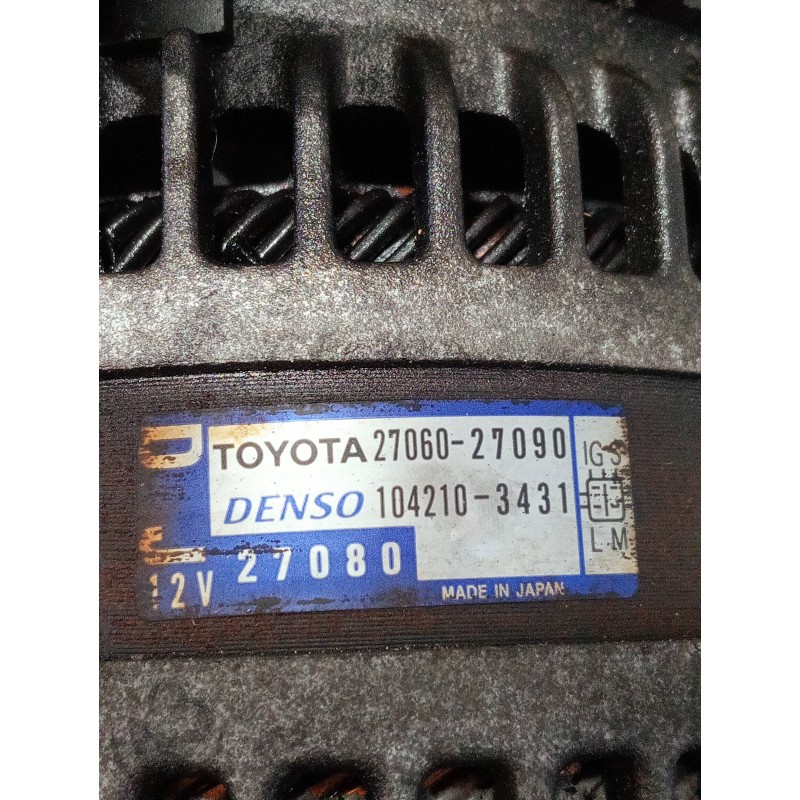 TOYOTA 27060-27090
DENSO 104210-3431
27080
12V
MADE IN JAPAN
IG S
L M